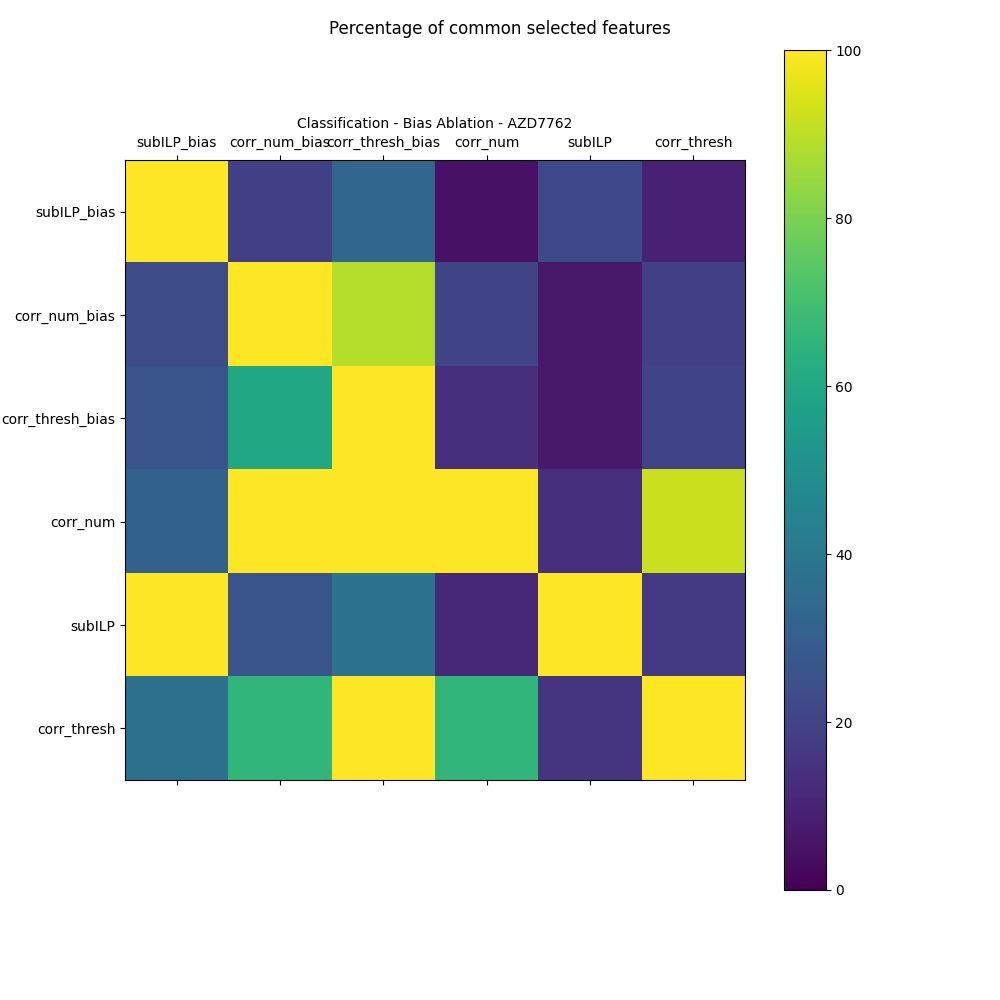 Percentage of common selected features
Classification - Bias Ablation - AZD7762
subILP_bias corr_num_bias corr_thresh_bias corr_num subILP corr_thresh
subILP_bias
corr_num_bias
corr_thresh_bias
corr_num
subILP
corr_thresh
100
80
60
40
20
0